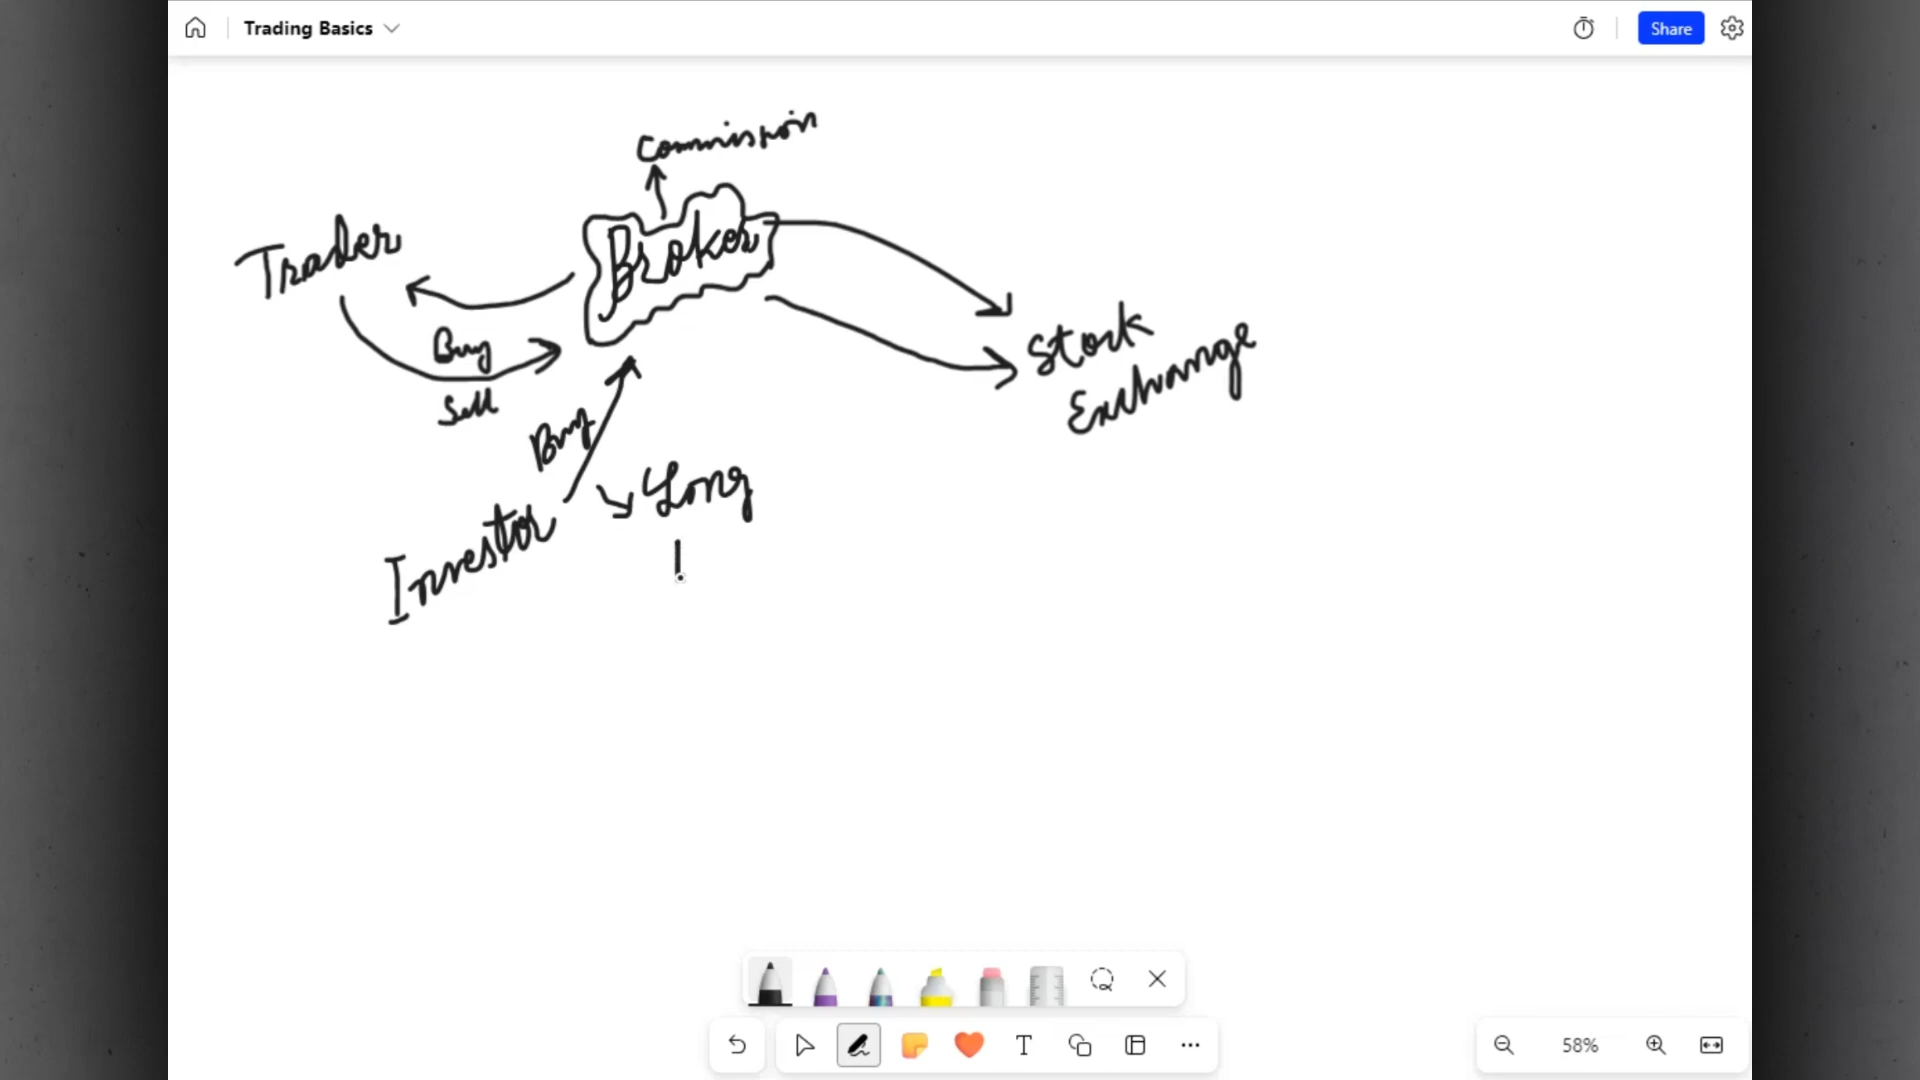 Trading Basics
Share
Commission
Broker
Trader
Buy
Sell
Stock
Exchange
Buy
Long
Investor
58%